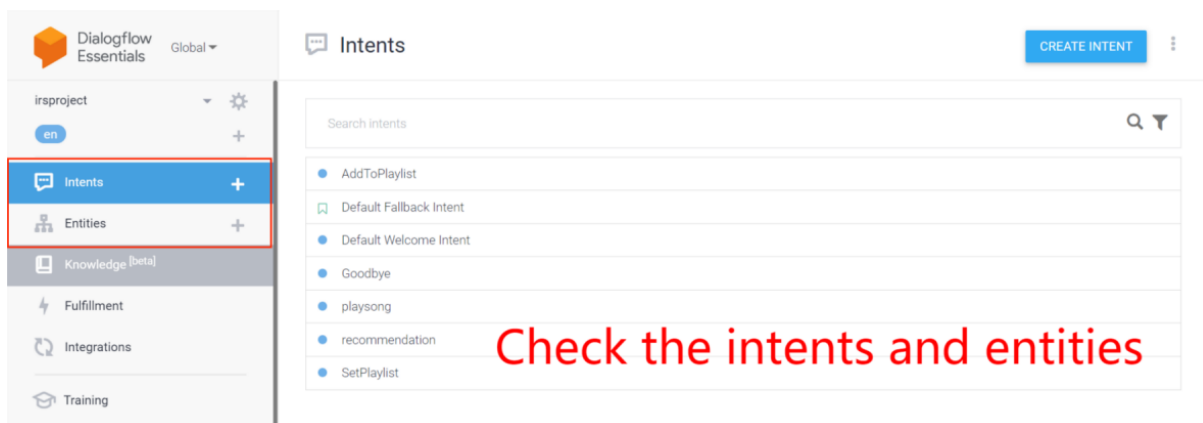 Dialogflow
Essentials
Global
irsproject
en
Intents
Entities
Knowledge [beta]
Fulfillment
Integrations
Training
Intents
CREATE INTENT
Search intents
AddToPlaylist
Default Fallback Intent
Default Welcome Intent
Goodbye
playsong
recommendation
SetPlaylist
Check the intents and entities